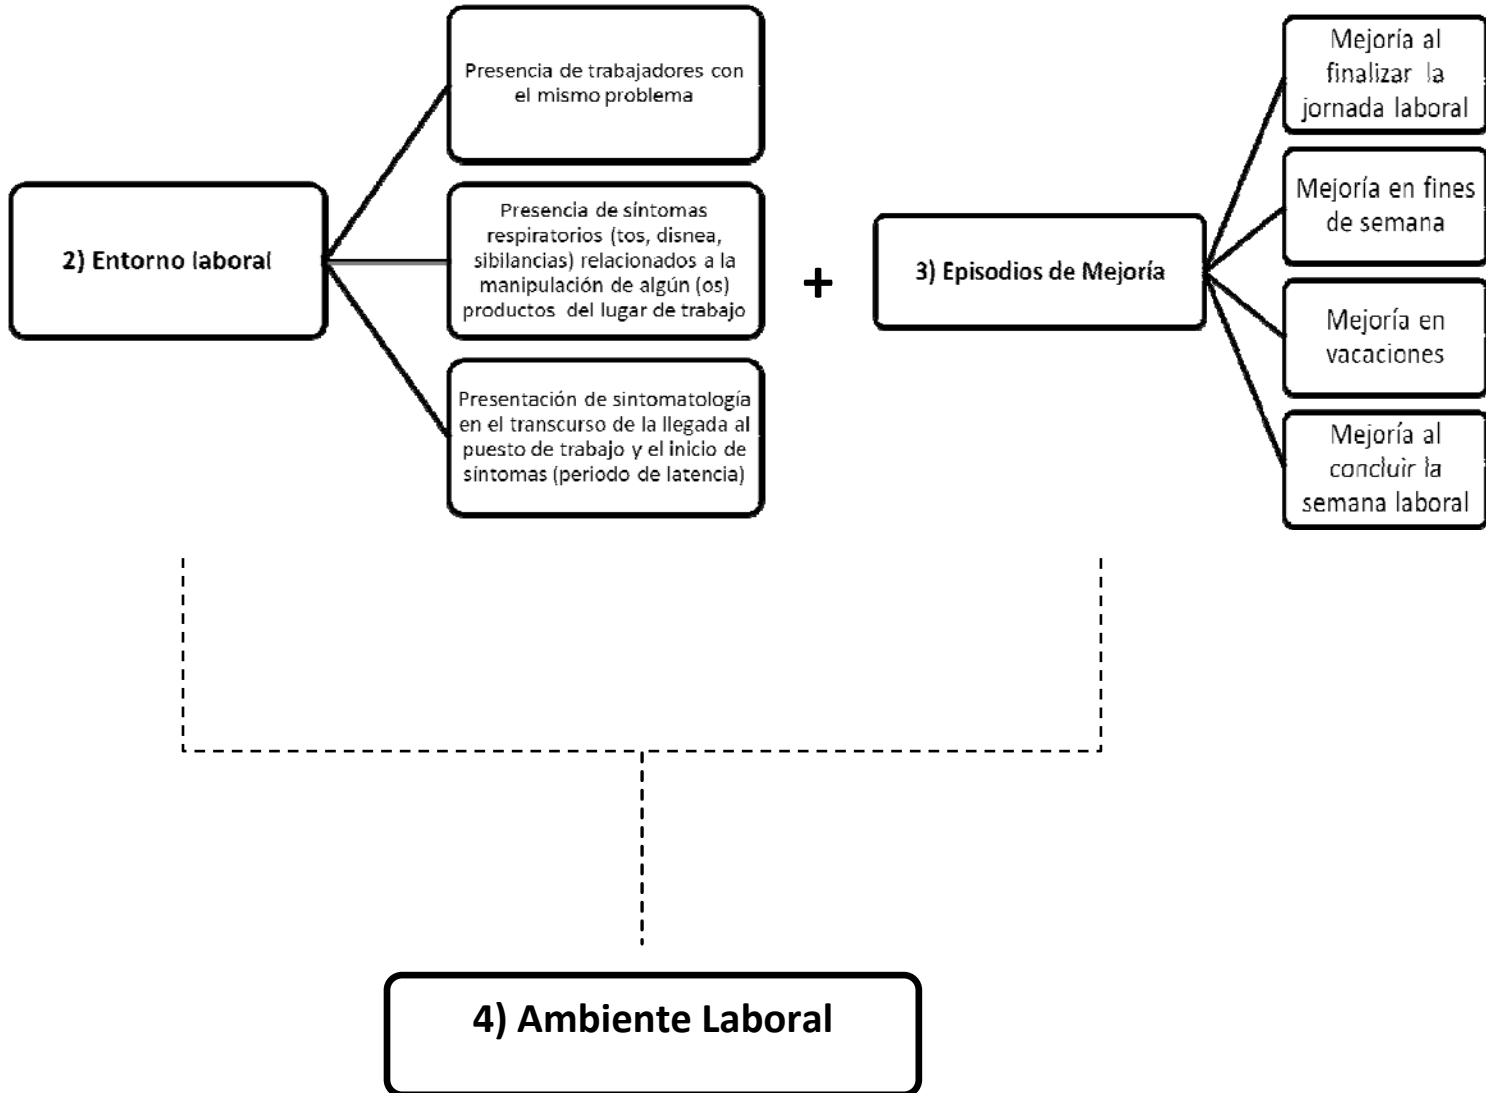 2) Entorno laboral
Presencia de trabajadores con
el mismo problema
Presencia de síntomas
respiratorios (tos, disnea,
sibilancias) relacionados a la
manipulación de algún (os)
productos del lugar de trabajo
Presentación de sintomatología
en el transcurso de la llegada al
puesto de trabajo y el inicio de
síntomas (periodo de latencia)
+
3) Episodios de Mejoría
Mejoría al
finalizar la
jornada laboral
Mejoría en fines
de semana
Mejoría en
vacaciones
Mejoría al
concluir la
semana laboral
4) Ambiente Laboral